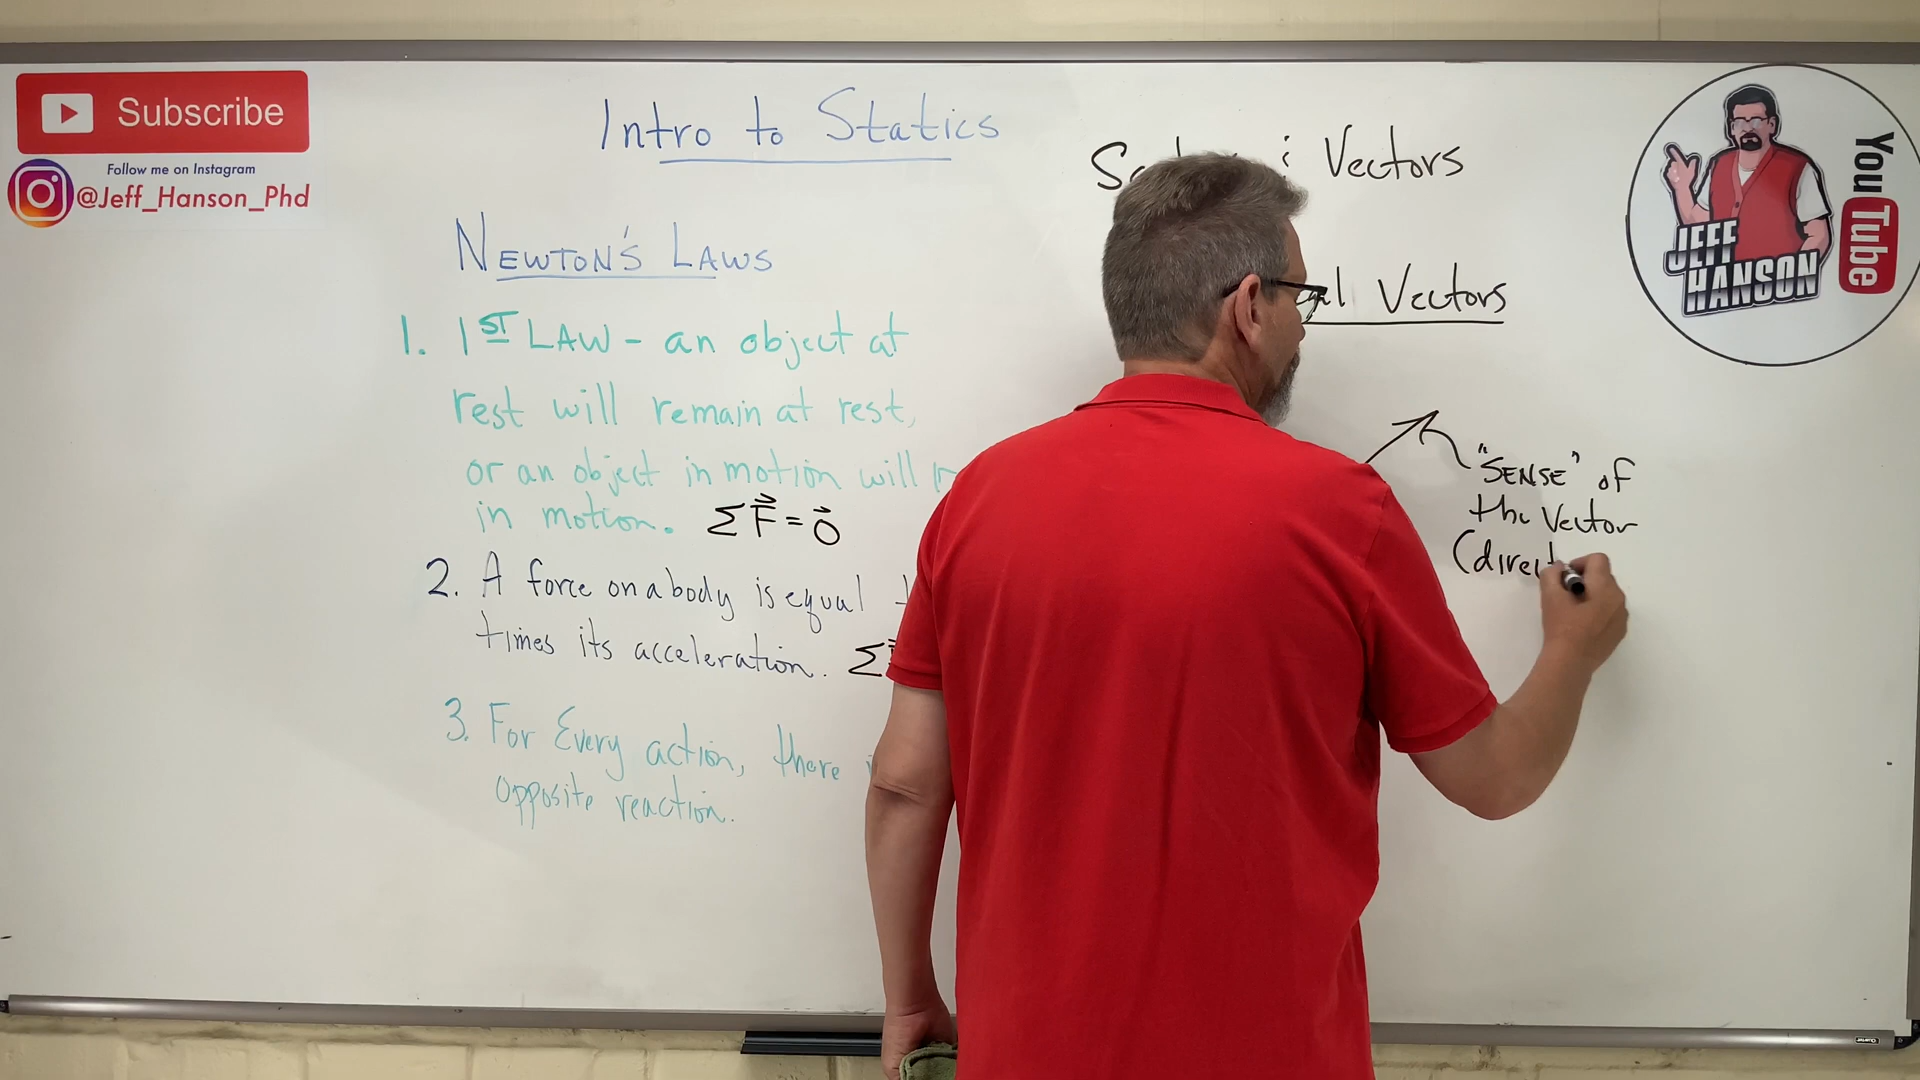 Subscribe
Follow me on Instagram
@Jeff_Hanson_Phd
Intro to Statics
NEWTON'S LAWS
1. 1ST LAW - an object at
rest will remain at rest,
or an object in motion will
in motion. ΣF⃗ = 0⃗
2. A force on a body is equal
times its acceleration. Σ
3. For Every action, there
opposite reaction.
Vectors
Vectors
"SENSE" of
the Vector
(direct
JEFF
HANSON
YouTube